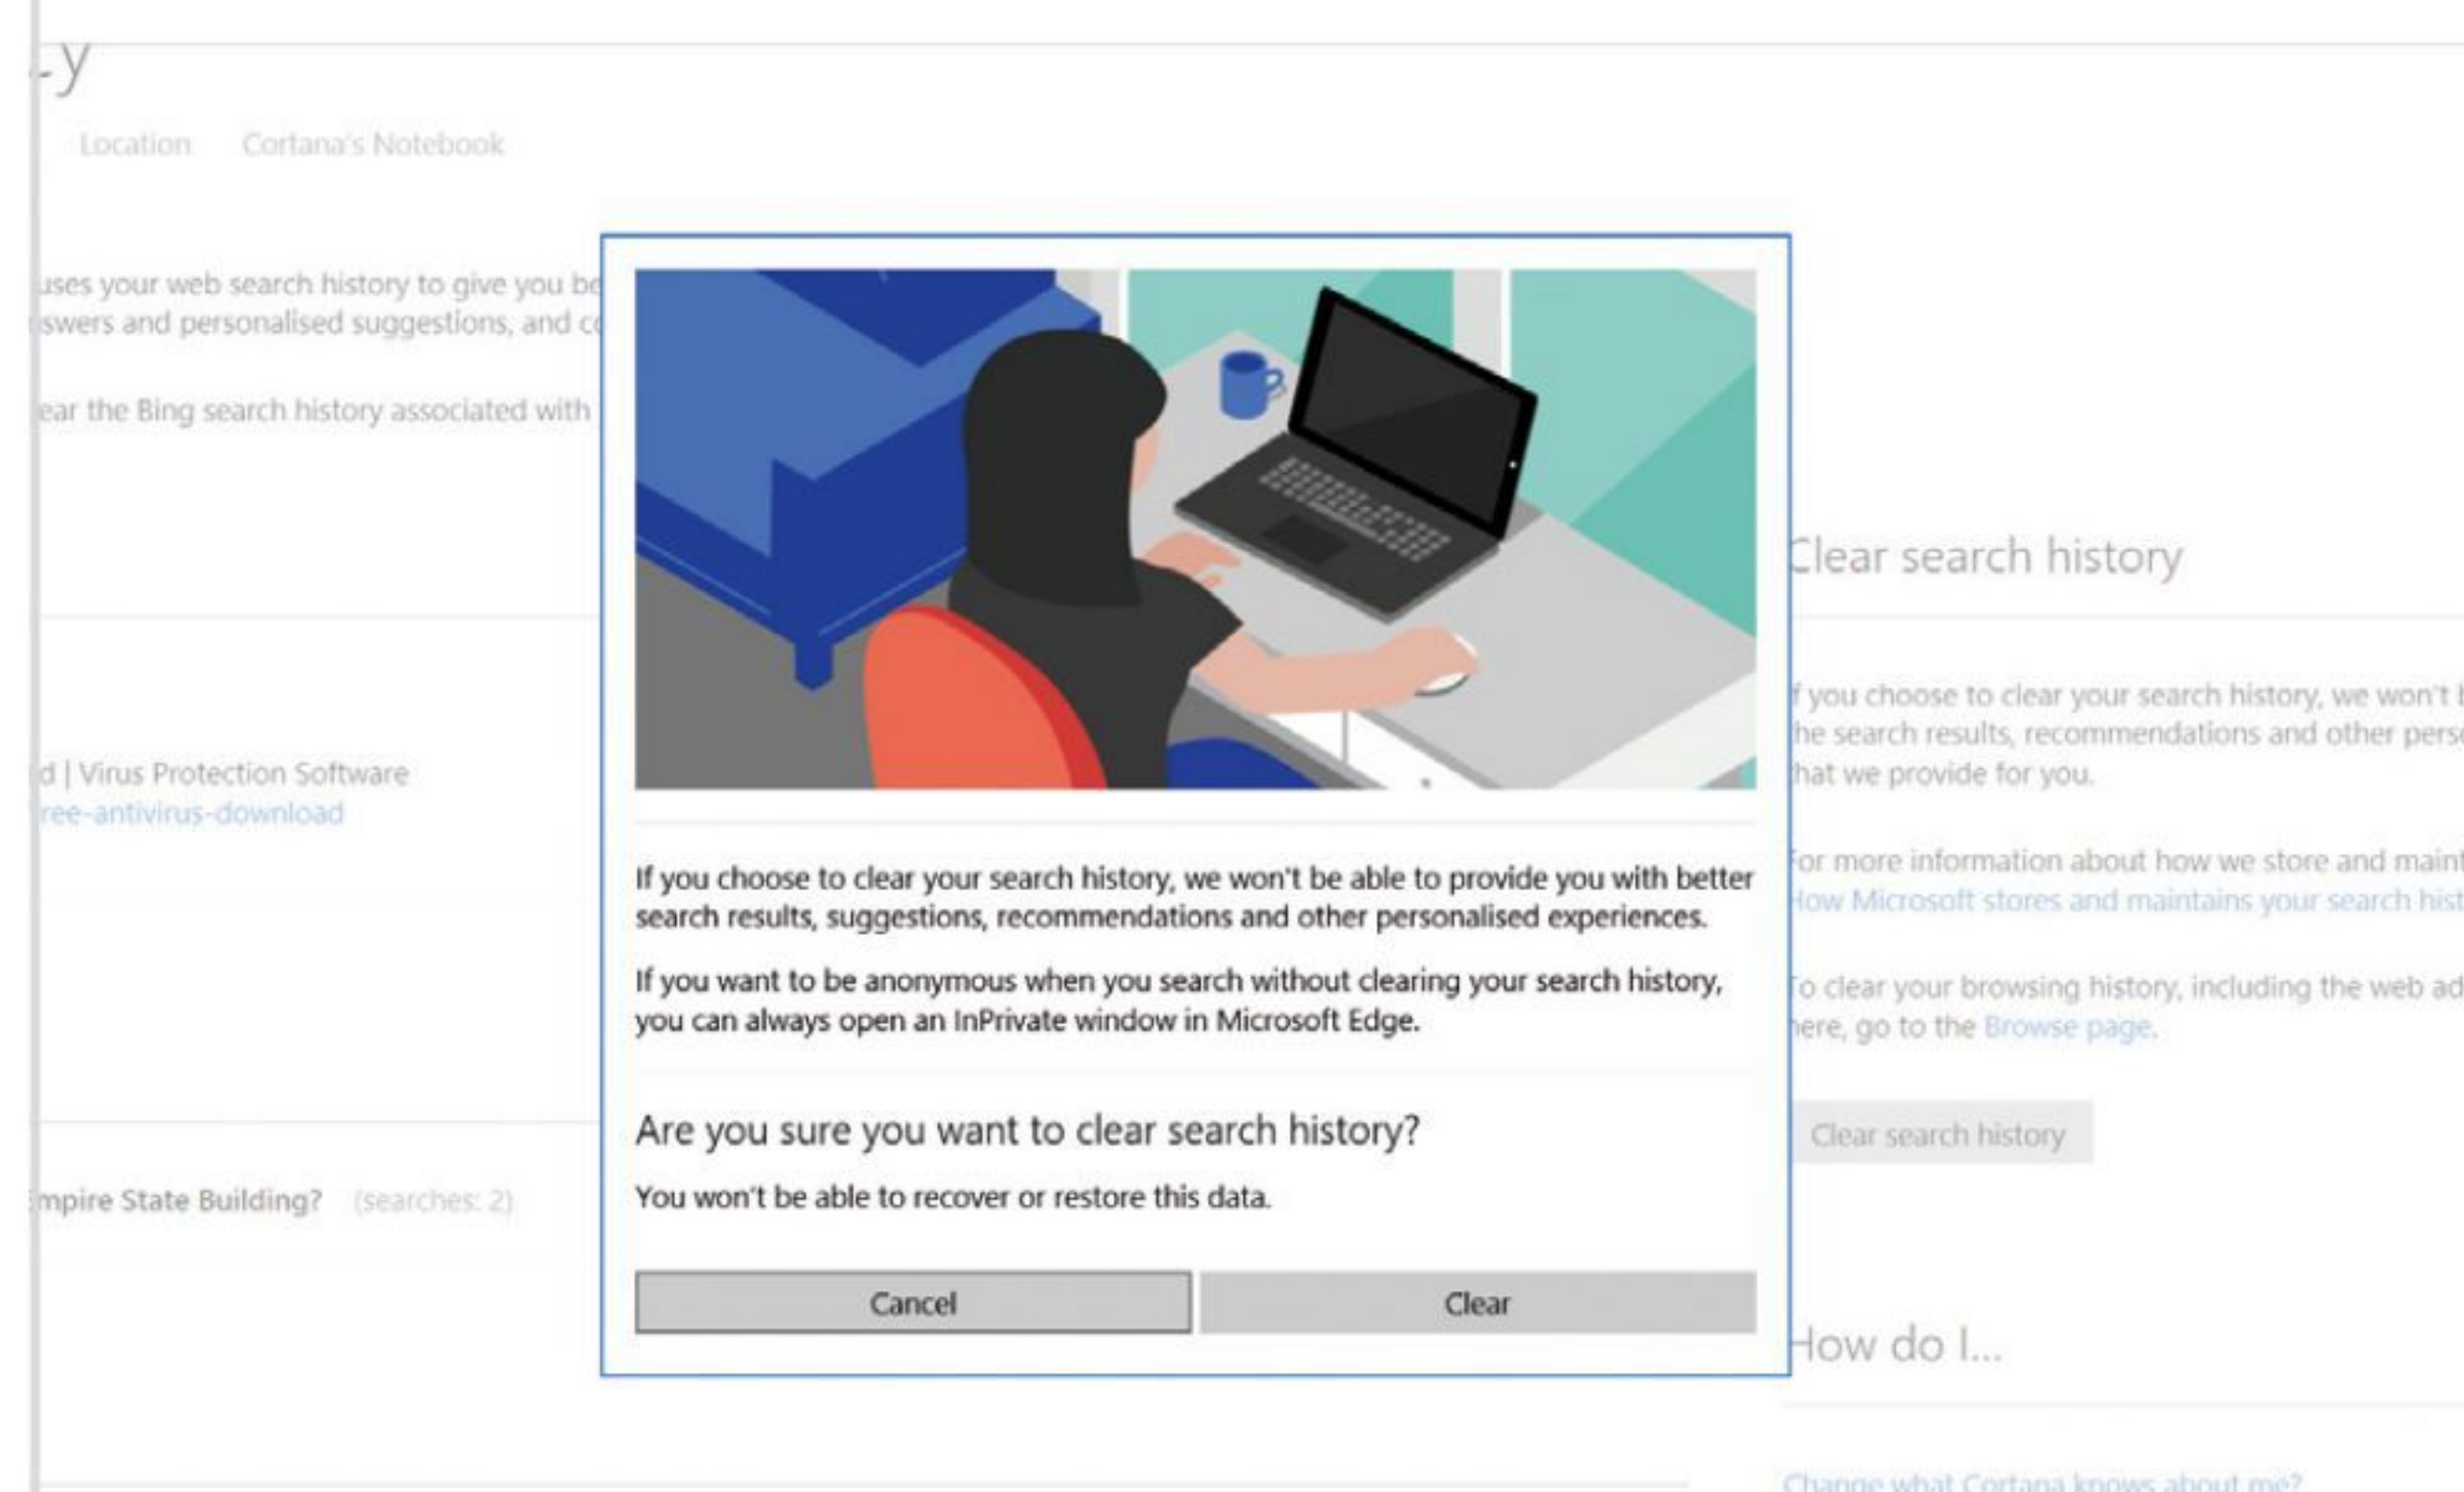 Location Cortana's Notebook
uses your web search history to give you
swers and personalised suggestions, and
ear the Bing search history associated with
d | Virus Protection Software
ree-antivirus-download
mpire State Building? (searches: 2)
If you choose to clear your search history, we won't be able to provide you with better
search results, suggestions, recommendations and other personalised experiences.
If you want to be anonymous when you search without clearing your search history,
you can always open an InPrivate window in Microsoft Edge.
Are you sure you want to clear search history?
You won't be able to recover or restore this data.
Cancel Clear
Clear search history
f you choose to clear your search history, we won't
he search results, recommendations and other
hat we provide for you.
For more information about how we store and
How Microsoft stores and maintains your search
To clear your browsing history, including the web
here, go to the Browse page.
Clear search history
How do I...
Change what Cortana knows about me?